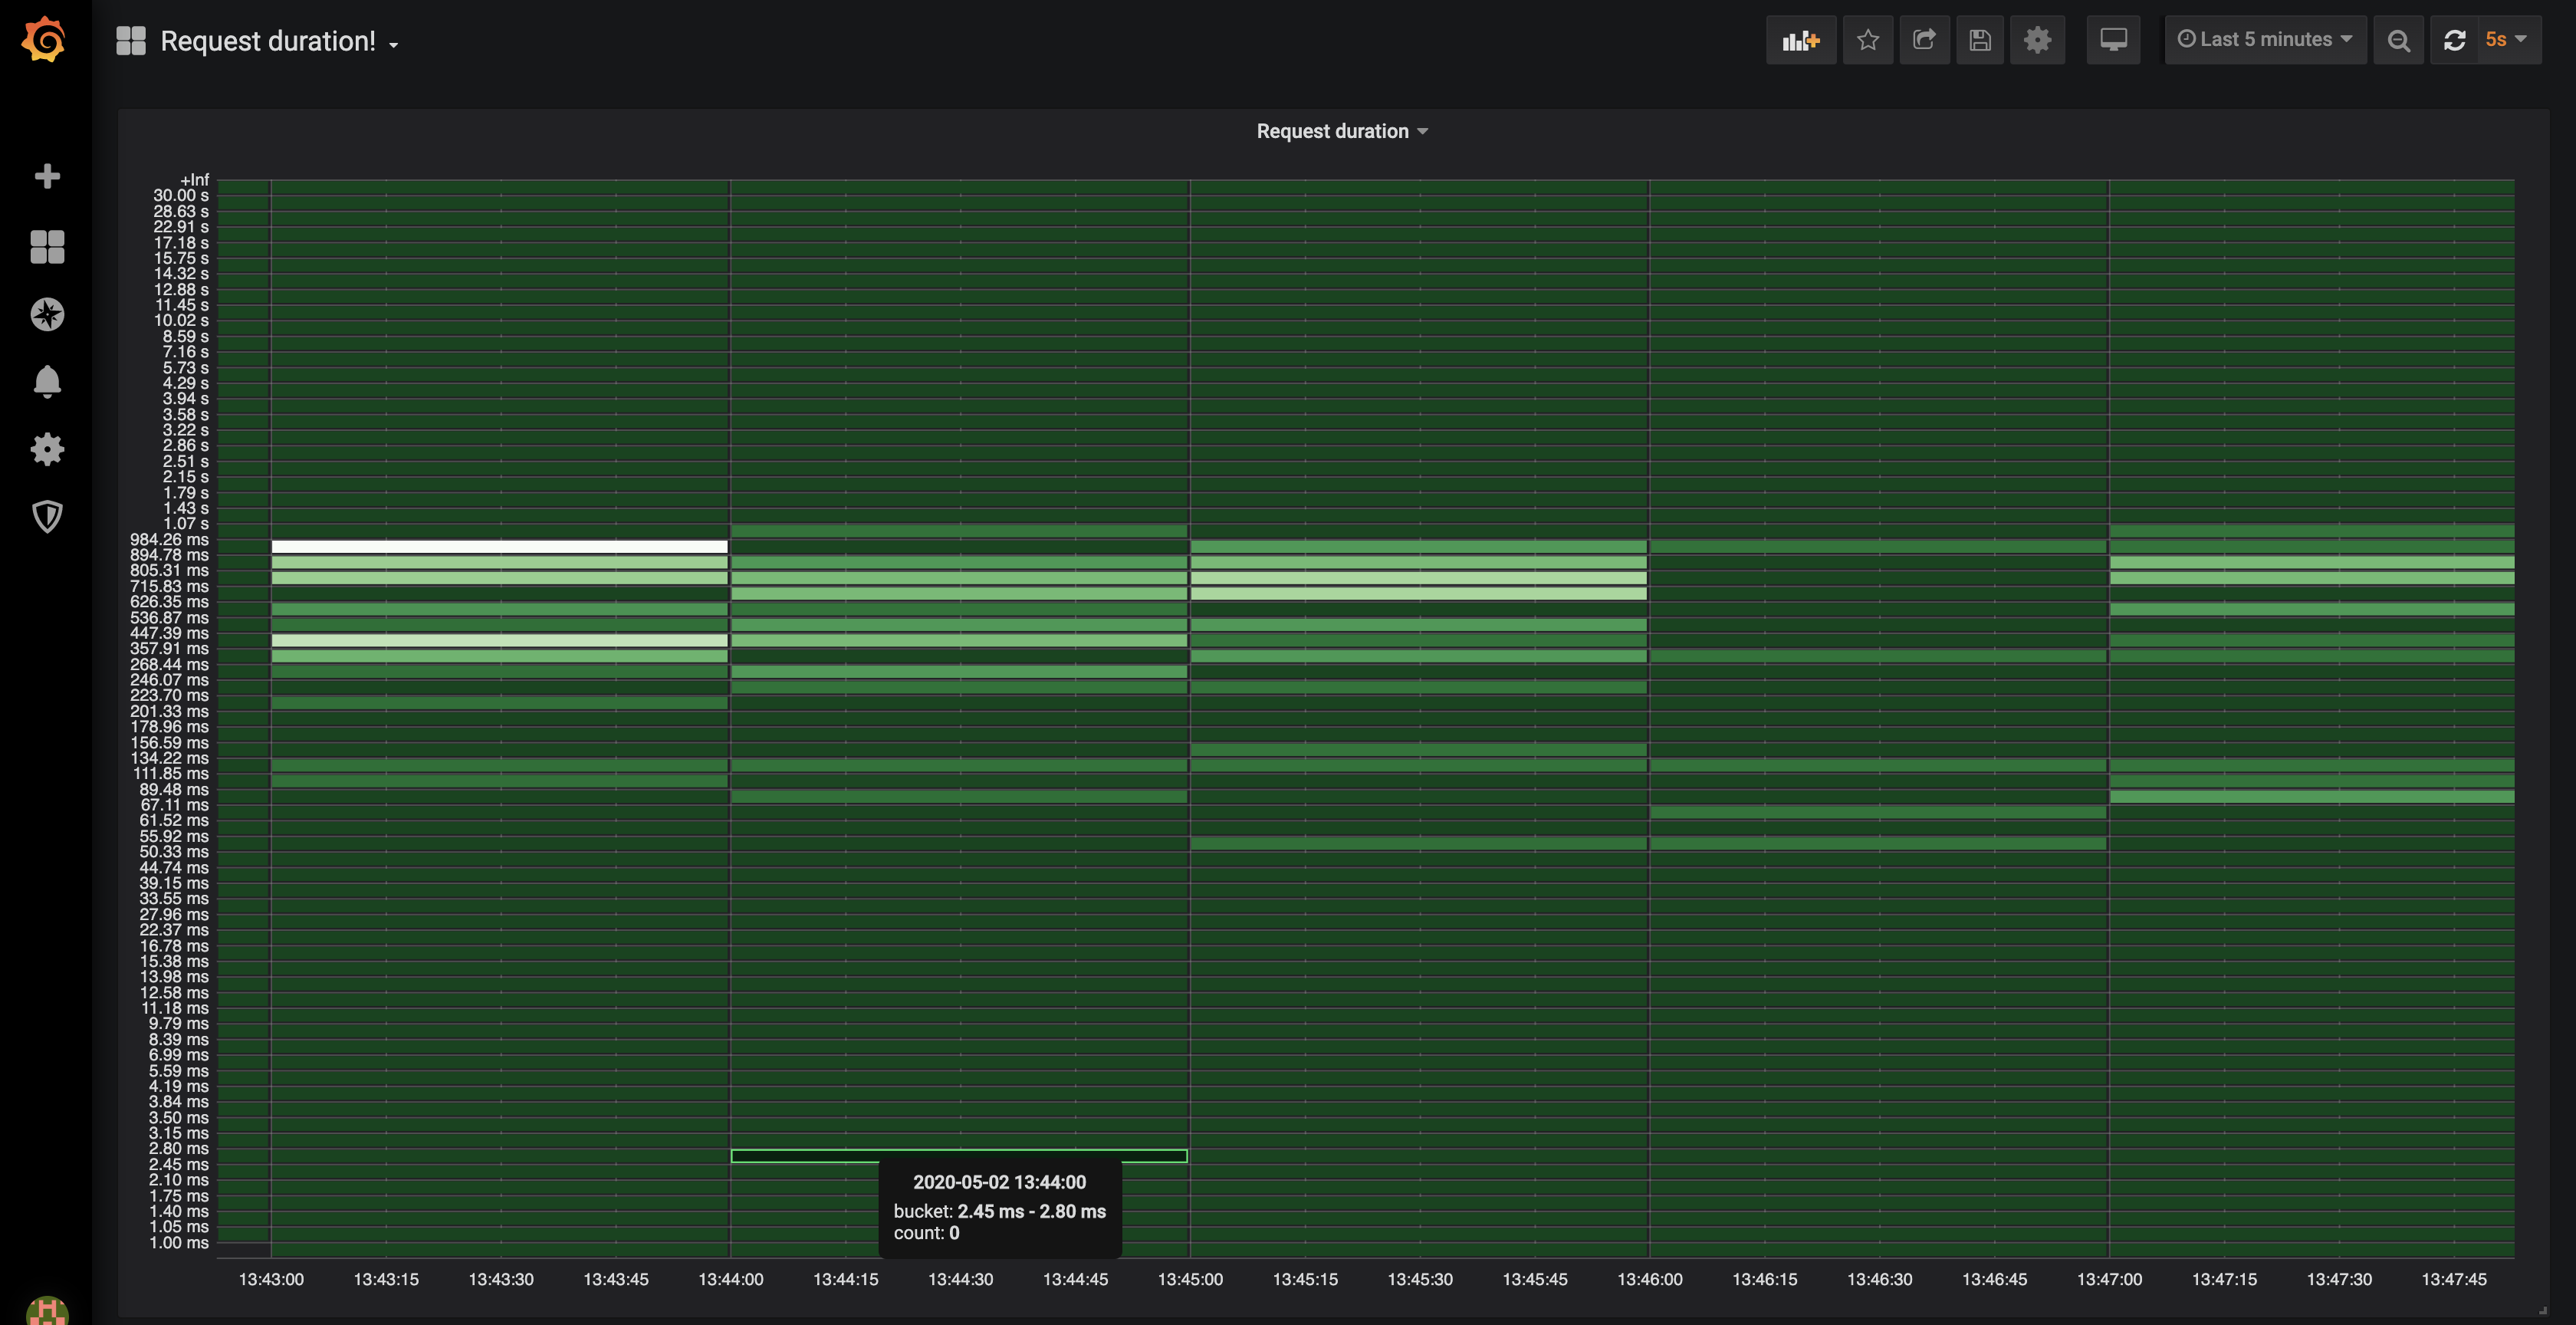 Request duration!
Last 5 minutes
5s
Request duration
+Inf
30.00 s
28.63 s
22.91 s
17.18 s
15.75 s
14.32 s
12.88 s
11.45 s
10.02 s
8.59 s
7.16 s
5.73 s
4.29 s
3.94 s
3.58 s
3.22 s
2.86 s
2.51 s
2.15 s
1.79 s
1.43 s
1.07 s
984.26 ms
894.78 ms
805.31 ms
715.83 ms
626.35 ms
536.87 ms
447.39 ms
357.91 ms
268.44 ms
246.07 ms
223.70 ms
201.33 ms
178.96 ms
156.59 ms
134.22 ms
111.85 ms
89.48 ms
67.11 ms
61.52 ms
55.92 ms
50.33 ms
44.74 ms
39.15 ms
33.55 ms
27.96 ms
22.37 ms
16.78 ms
15.38 ms
13.98 ms
12.58 ms
11.18 ms
9.79 ms
8.39 ms
6.99 ms
5.59 ms
4.19 ms
3.84 ms
3.50 ms
3.15 ms
2.80 ms
2.45 ms
2.10 ms
1.75 ms
1.40 ms
1.05 ms
1.00 ms
2020-05-02 13:44:00
bucket: 2.45 ms - 2.80 ms
count: 0
13:43:00 13:43:15 13:43:30 13:43:45 13:44:00 13:44:15 13:44:30 13:44:45 13:45:00 13:45:15 13:45:30 13:45:45 13:46:00 13:46:15 13:46:30 13:46:45 13:47:00 13:47:15 13:47:30 13:47:45